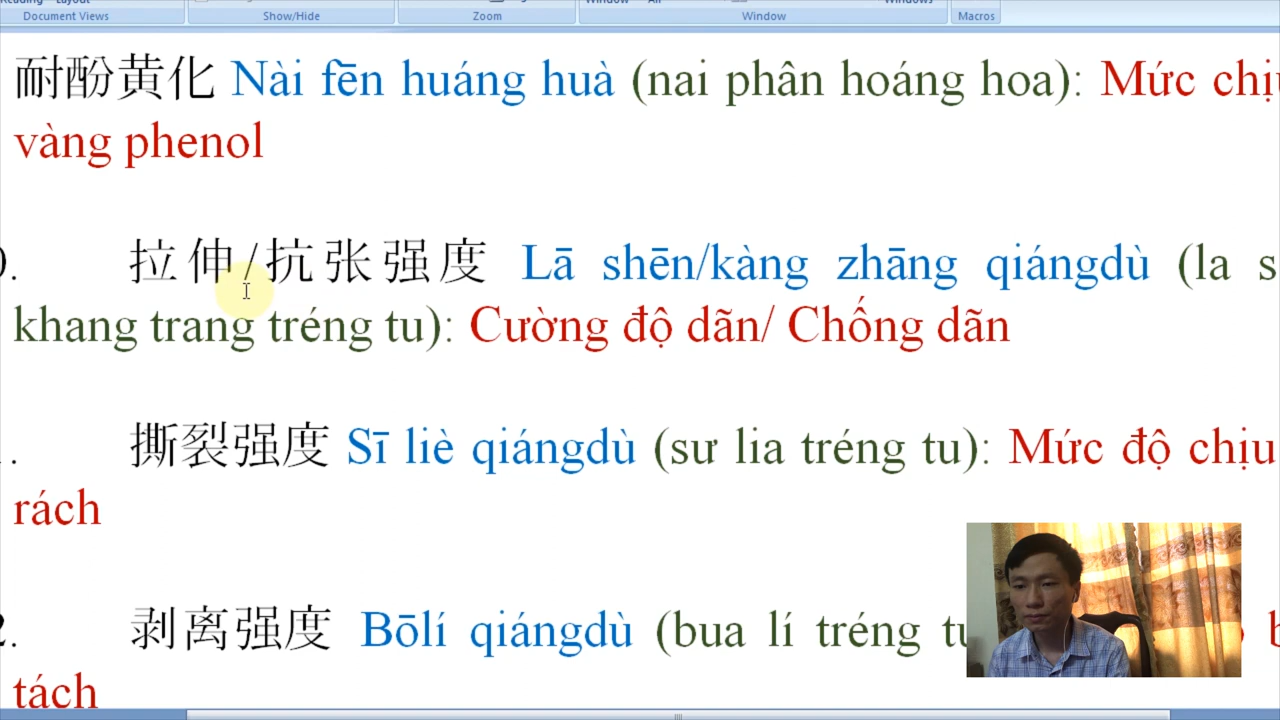 Document Views Show/Hide Zoom Window Macros
耐酚黄化 Nài fēn huáng huà (nai phân hoáng hoa): Mức
vàng phenol
拉伸/抗张强度 Lā shēn/kàng zhāng qiángdù (la
khang trang tréng tu): Cường độ dãn/ Chống dãn
撕裂强度 Sī liè qiángdù (sư lia tréng tu): Mức độ chịu
rách
2. 剥离强度 Bōlí qiángdù (bua lí tréng
tách